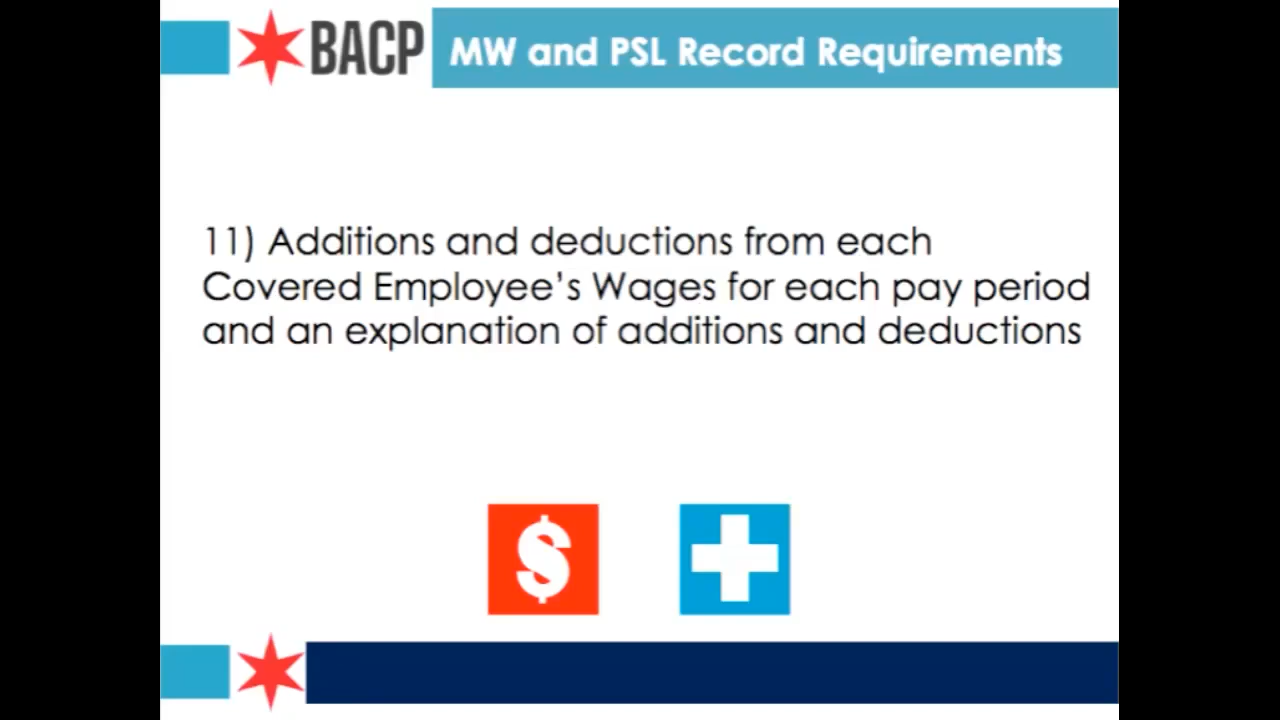 BACP MW and PSL Record Requirements
11) Additions and deductions from each
Covered Employee's Wages for each pay period
and an explanation of additions and deductions
$